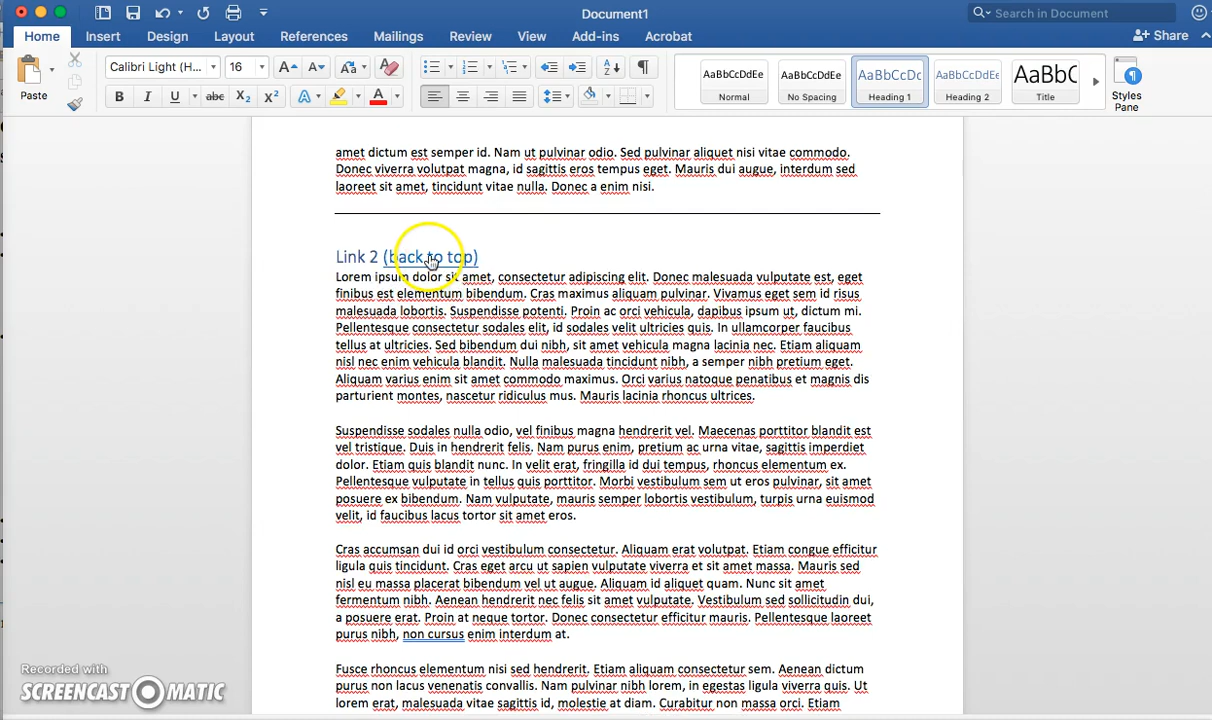 Document1
Search in Document
Home Insert Design Layout References Mailings Review View Add-ins Acrobat
Share
Paste
Calibri Light (H... 16
AaBbCcDdEe AaBbCcDdEe AaBbCcDc AaBbCcDdEe AaBbCcD
Normal No Spacing Heading 1 Heading 2 Title
Styles
Pane
amet dictum est semper id. Nam ut pulvinar odio. Sed pulvinar aliquet nisi vitae commodo.
Donec viverra volutpat magna, id sagittis eros tempus eget. Mauris dui augue, interdum sed
laoreet sit amet, tincidunt vitae nulla. Donec a enim nisi.
Link 2 (back to top)
Lorem ipsum dolor sit amet, consectetur adipiscing elit. Donec malesuada vulputate est, eget
finibus est elementum bibendum. Cras maximus aliquam pulvinar. Vivamus eget sem id risus
malesuada lobortis. Suspendisse potenti. Proin ac orci vehicula, dapibus ipsum ut, dictum mi.
Pellentesque consectetur sodales elit, id sodales velit ultricies quis. In ullamcorper faucibus
tellus at ultricies. Sed bibendum dui nibh, sit amet vehicula magna lacinia nec. Etiam aliquam
nisl nec enim vehicula blandit. Nulla malesuada tincidunt nibh, a semper nibh pretium eget.
Aliquam varius enim sit amet commodo maximus. Orci varius natoque penatibus et magnis dis
parturient montes, nascetur ridiculus mus. Mauris lacinia rhoncus ultrices.
Suspendisse sodales nulla odio, vel finibus magna hendrerit vel. Maecenas porttitor blandit est
vel tristique. Duis in hendrerit felis. Nam purus enim, pretium ac urna vitae, sagittis imperdiet
dolor. Etiam quis blandit nunc. In velit erat, fringilla id dui tempus, rhoncus elementum ex.
Pellentesque vulputate in tellus quis porttitor. Morbi vestibulum sem ut eros pulvinar, sit amet
posuere ex bibendum. Nam vulputate, mauris semper lobortis vestibulum, turpis urna euismod
velit, id faucibus lacus tortor sit amet eros.
Cras accumsan dui id orci vestibulum consectetur. Aliquam erat volutpat. Etiam congue efficitur
ligula quis tincidunt. Cras eget arcu ut sapien vulputate viverra et sit amet massa. Mauris sed
nisl eu massa placerat bibendum vel ut augue. Aliquam id aliquet quam. Nunc sit amet
fermentum nibh. Aenean hendrerit nec felis sit amet vulputate. Vestibulum sed sollicitudin dui,
a posuere erat. Proin at neque tortor. Donec consectetur efficitur mauris. Pellentesque laoreet
purus nibh, non cursus enim interdum at.
Fusce rhoncus elementum nisi sed hendrerit. Etiam aliquam consectetur sem. Aenean dictum
purus non lacus venenatis convallis. Nam pulvinar nibh lorem, in egestas ligula viverra quis. Ut
lorem erat, malesuada vitae sagittis id, molestie at diam. Curabitur non massa orci. Etiam
Recorded with
SCREENCAST MATIC